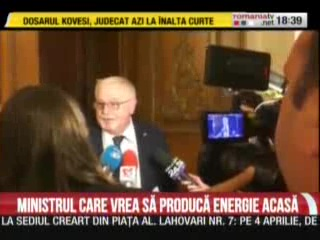 DOSARUL KOVESI, JUDECAT AZI LA ÎNALTA CURTE
romaniatv
.net
18:39
MINISTRUL CARE VREA SĂ PRODUCĂ ENERGIE ACASĂ
LA SEDIUL CREART DIN PIAȚA AL. LAHOVARI NR. 7: PE 4 APRILIE, DE